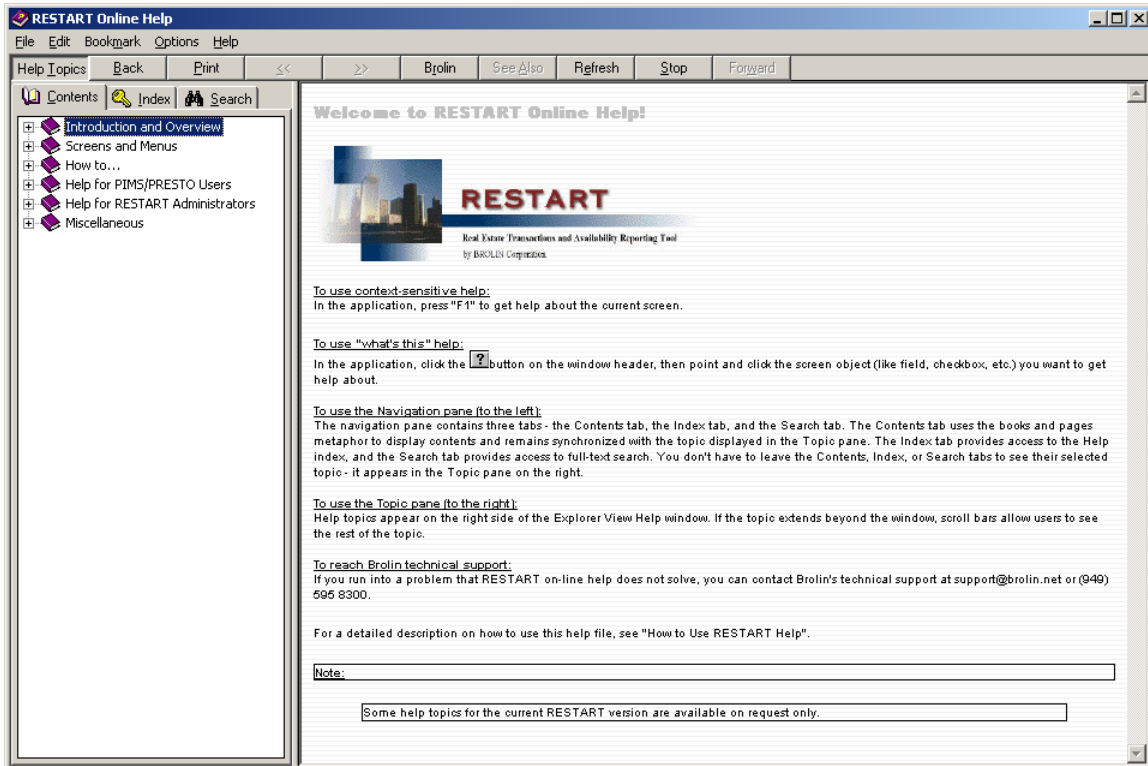 RESTART Online Help
File Edit Bookmark Options Help
Help Topics Back Print << >> Brolin See Also Refresh Stop Forward
Contents Index Search
Introduction and Overview
Screens and Menus
How to...
Help for PIMS/PRESTO Users
Help for RESTART Administrators
Miscellaneous
Welcome to RESTART Online Help!
RESTART
Real Estate Transactions and Availability Reporting Tool
by BROLIN Corporation
To use context-sensitive help:
In the application, press "F1" to get help about the current screen.
To use "what's this" help:
In the application, click the ? button on the window header, then point and click the screen object (like field, checkbox, etc.) you want to get
help about.
To use the Navigation pane (to the left):
The navigation pane contains three tabs - the Contents tab, the Index tab, and the Search tab. The Contents tab uses the books and pages
metaphor to display contents and remains synchronized with the topic displayed in the Topic pane. The Index tab provides access to the Help
index, and the Search tab provides access to full-text search. You don't have to leave the Contents, Index, or Search tabs to see their selected
topic - it appears in the Topic pane on the right.
To use the Topic pane (to the right):
Help topics appear on the right side of the Explorer View Help window. If the topic extends beyond the window, scroll bars allow users to see
the rest of the topic.
To reach Brolin technical support:
If you run into a problem that RESTART on-line help does not solve, you can contact Brolin's technical support at support@brolin.net or (949)
595 8300.
For a detailed description on how to use this help file, see "How to Use RESTART Help".
Note:
Some help topics for the current RESTART version are available on request only.